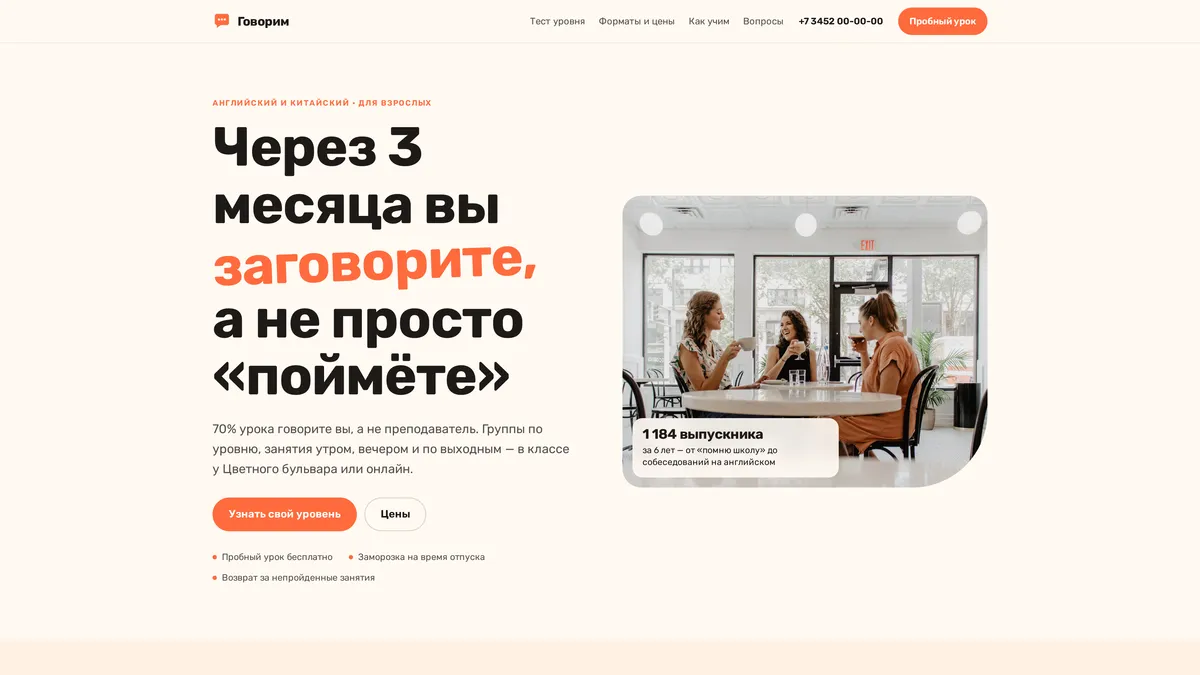 Говорим
Тест уровня
Форматы и цены
Как учим
Вопросы
+7 3452 00-00-00
Пробный урок
АНГЛИЙСКИЙ И КИТАЙСКИЙ • ДЛЯ ВЗРОСЛЫХ
Через 3
месяца вы
заговорите,
а не просто
«поймёте»
70% урока говорите вы, а не преподаватель. Группы по
уровню, занятия утром, вечером и по выходным — в классе
у Цветного бульвара или онлайн.
Узнать свой уровень
Цены
Пробный урок бесплатно
Заморозка на время отпуска
Возврат за непройденные занятия
EXIT
1 184 выпускника
за 6 лет — от «помню школу» до
собеседований на английском